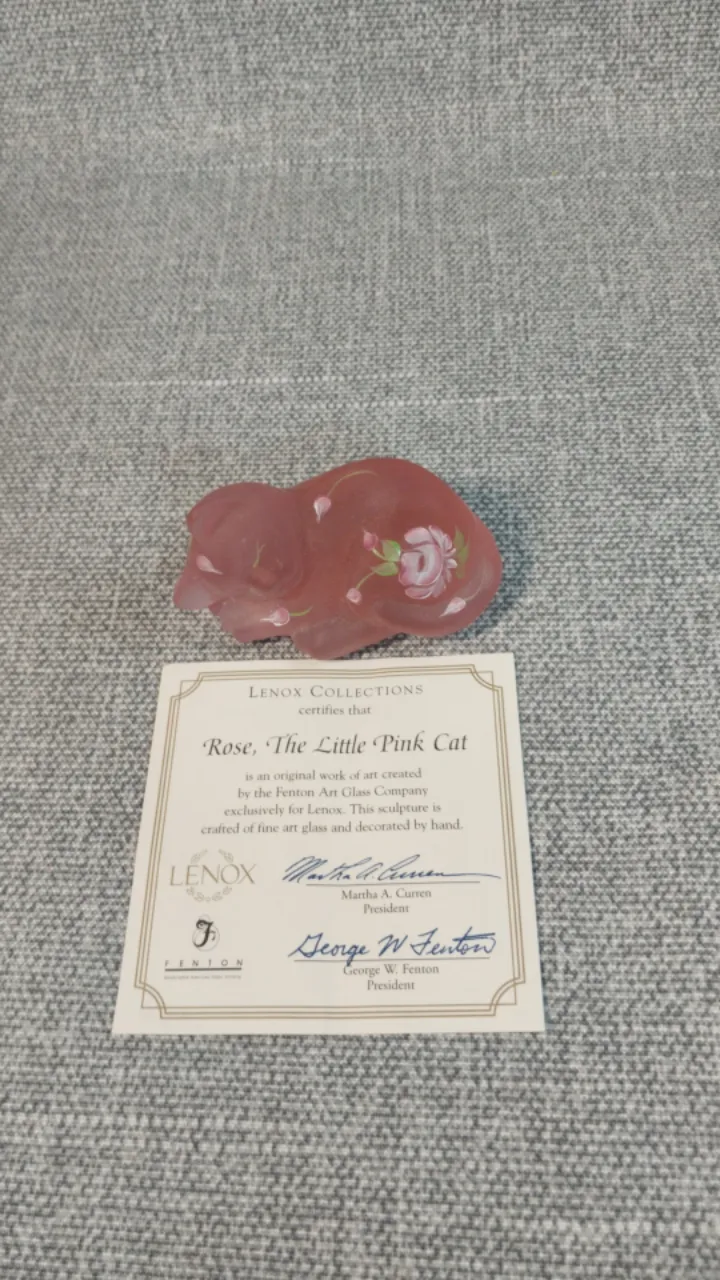 LENOX COLLECTIONS
certifies that
Rose, The Little Pink Cat
is an original work of art created
by the Fenton Art Glass Company
exclusively for Lenox. This sculpture is
crafted of fine art glass and decorated by hand.
LENOX
Martha A Curren
Martha A. Curren
President
F
FENTON
George W Fenton
George W. Fenton
President